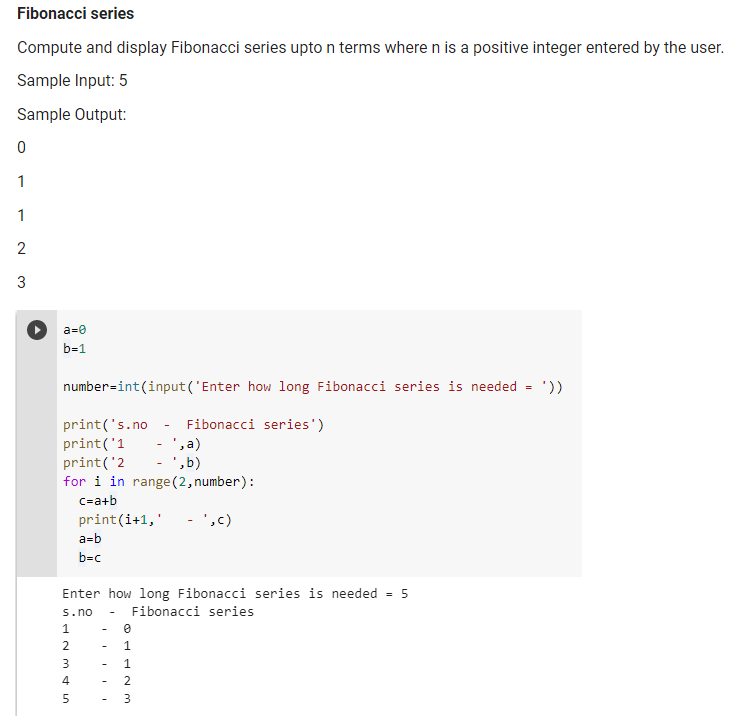 Fibonacci series
Compute and display Fibonacci series upto n terms where n is a positive integer entered by the user.
Sample Input: 5
Sample Output:
0
1
1
2
3
a=0
b=1
number=int(input('Enter how long Fibonacci series is needed = '))
print('s.no  -  Fibonacci series')
print('1    - ',a)
print('2    - ',b)
for i in range(2,number):
  c=a+b
  print(i+1,'   - ',c)
  a=b
  b=c
Enter how long Fibonacci series is needed = 5
s.no  -  Fibonacci series
1    -  0
2    -  1
3    -  1
4    -  2
5    -  3